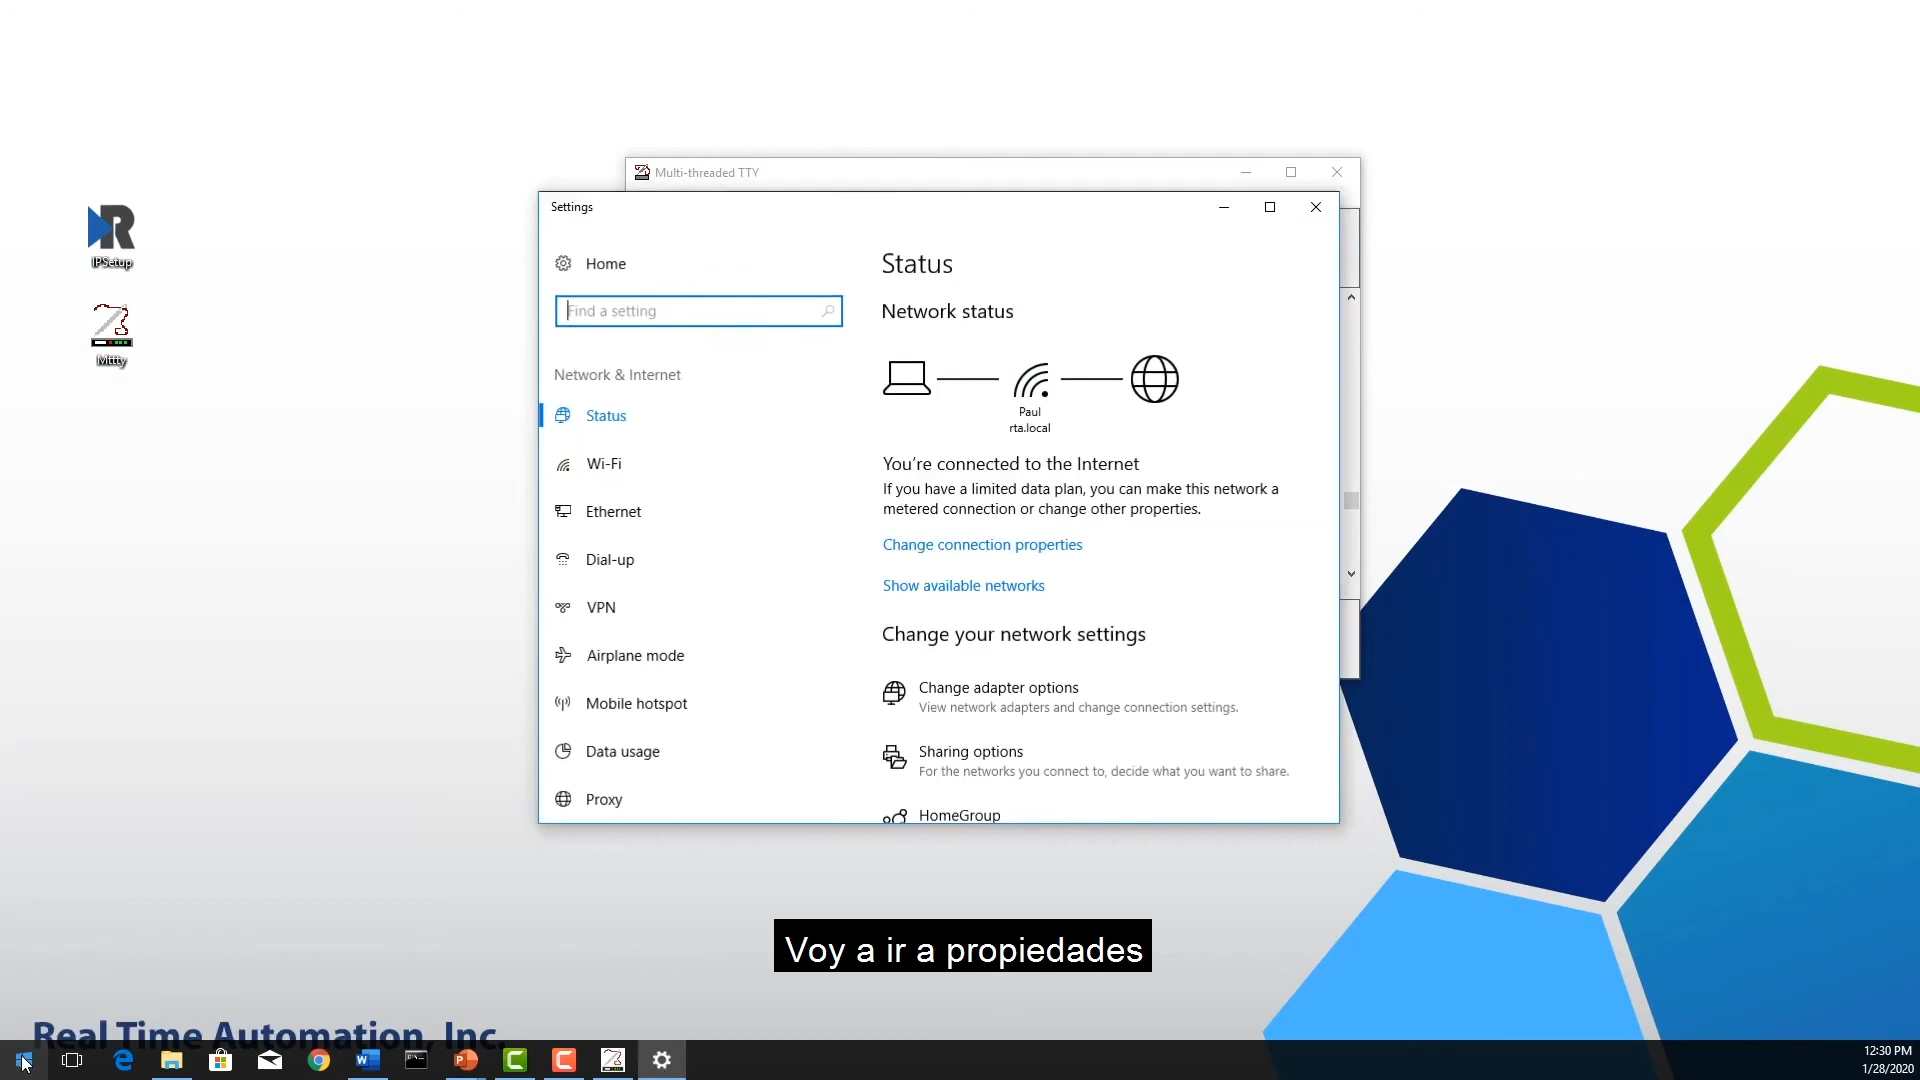 Multi-threaded TTY
Settings
Home
Find a setting
Network & Internet
Status
Wi-Fi
Ethernet
Dial-up
VPN
Airplane mode
Mobile hotspot
Data usage
Proxy
Status
Network status
Paul
rta.local
You're connected to the Internet
If you have a limited data plan, you can make this network a
metered connection or change other properties.
Change connection properties
Show available networks
Change your network settings
Change adapter options
View network adapters and change connection settings.
Sharing options
For the networks you connect to, decide what you want to share.
HomeGroup
IPSetup
Mttty
Voy a ir a propiedades
Real Time Automation, Inc.
12:30 PM
1/28/2020